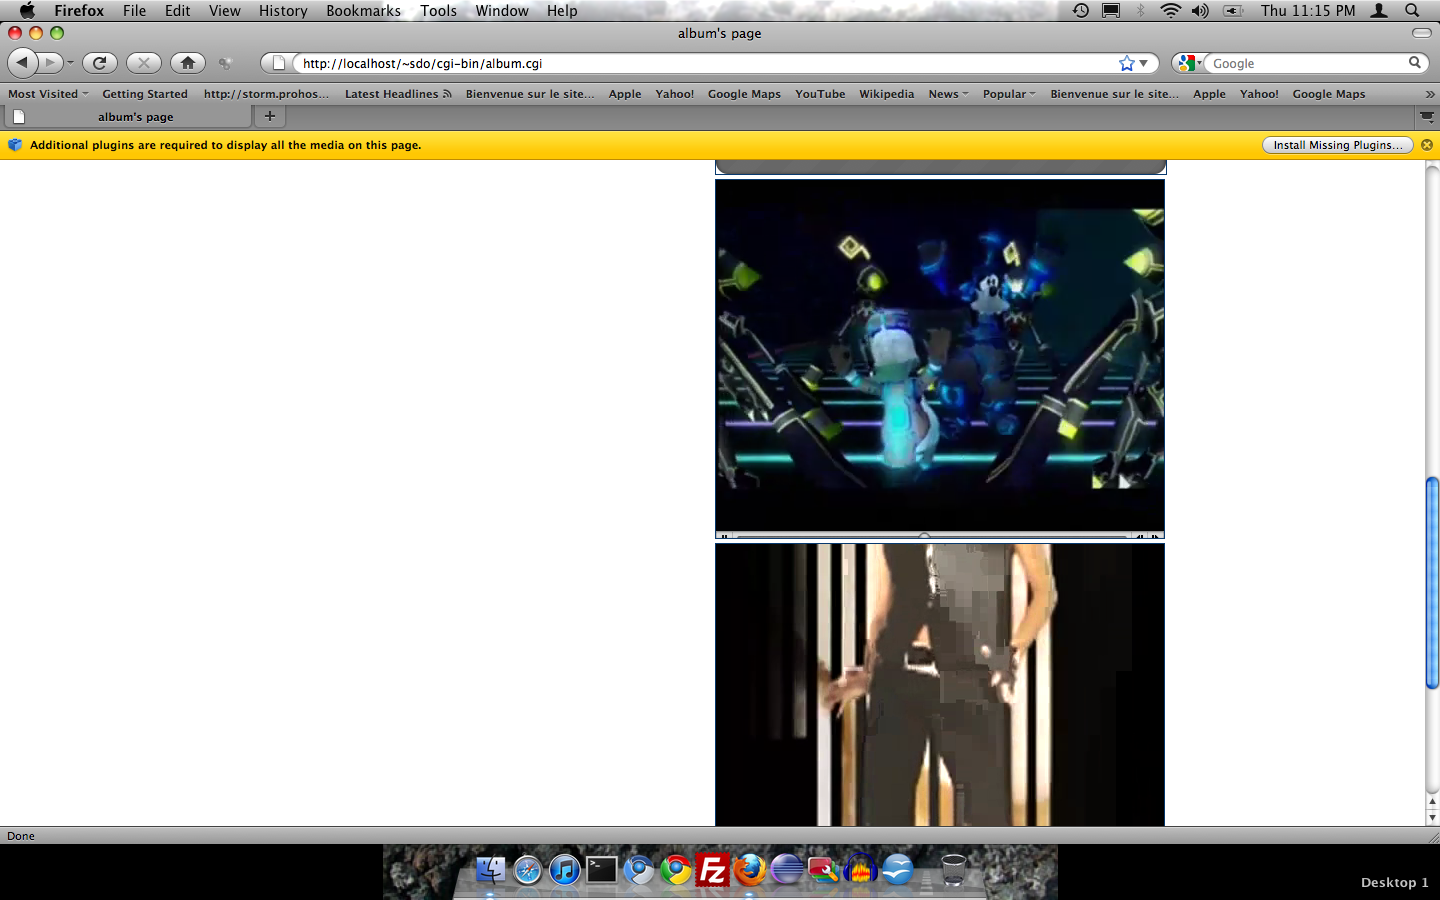 Firefox File Edit View History Bookmarks Tools Window Help Thu 11:15 PM
album's page
http://localhost/~sdo/cgi-bin/album.cgi Google
Most Visited Getting Started http://storm.prohos... Latest Headlines Bienvenue sur le site... Apple Yahoo! Google Maps YouTube Wikipedia News Popular Bienvenue sur le site... Apple Yahoo! Google Maps »
album's page
Additional plugins are required to display all the media on this page. Install Missing Plugins...
Done
Fz
Desktop 1